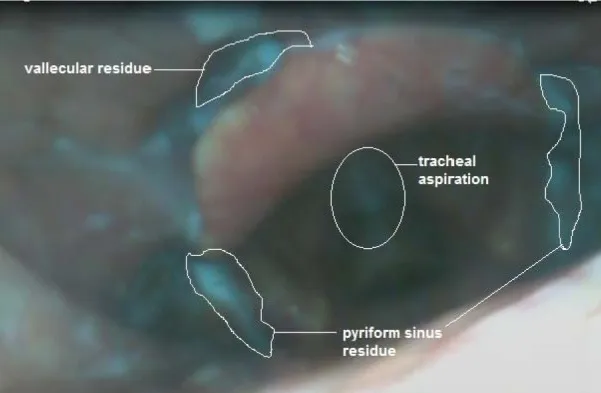 vallecular residue
tracheal
aspiration
pyriform sinus
residue